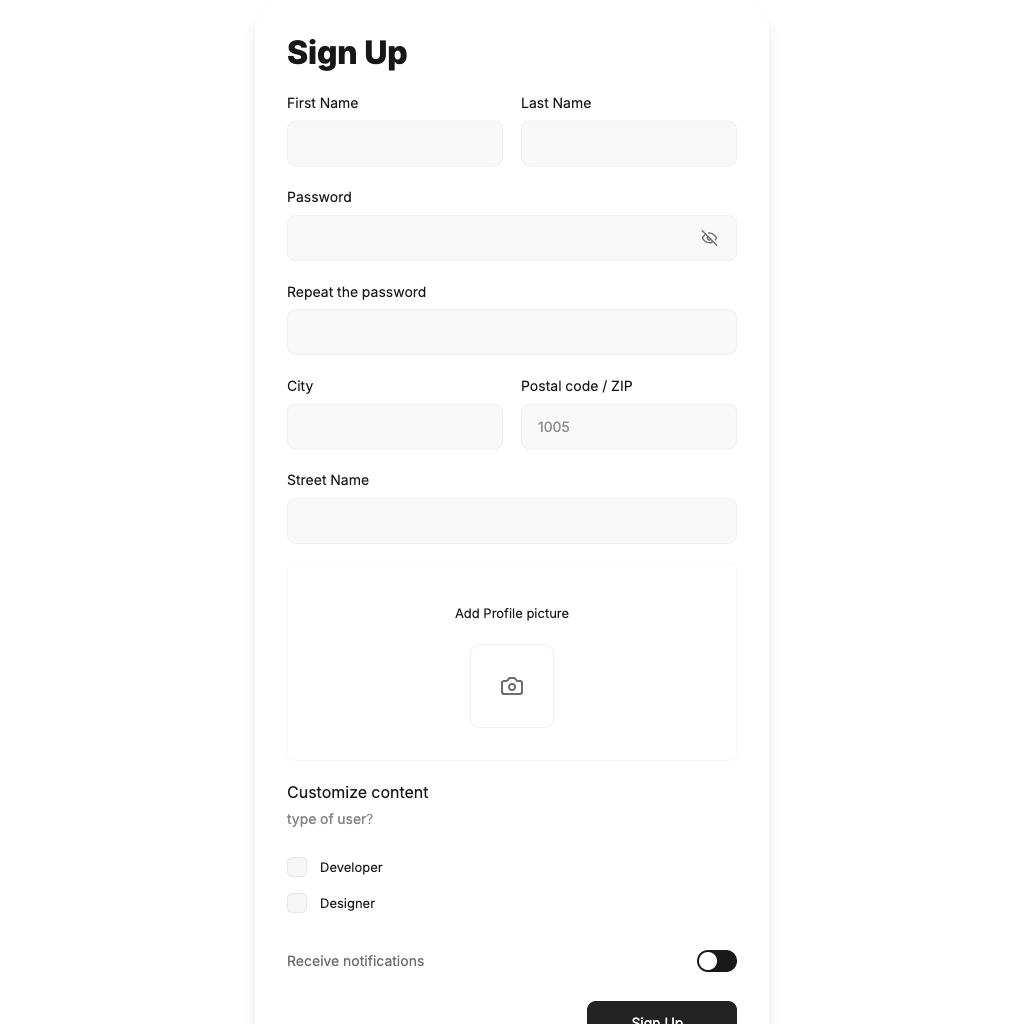 Sign Up
First Name
Last Name
Password
Repeat the password
City
Postal code / ZIP
1005
Street Name
Add Profile picture
Customize content
type of user?
Developer
Designer
Receive notifications
Sign Up